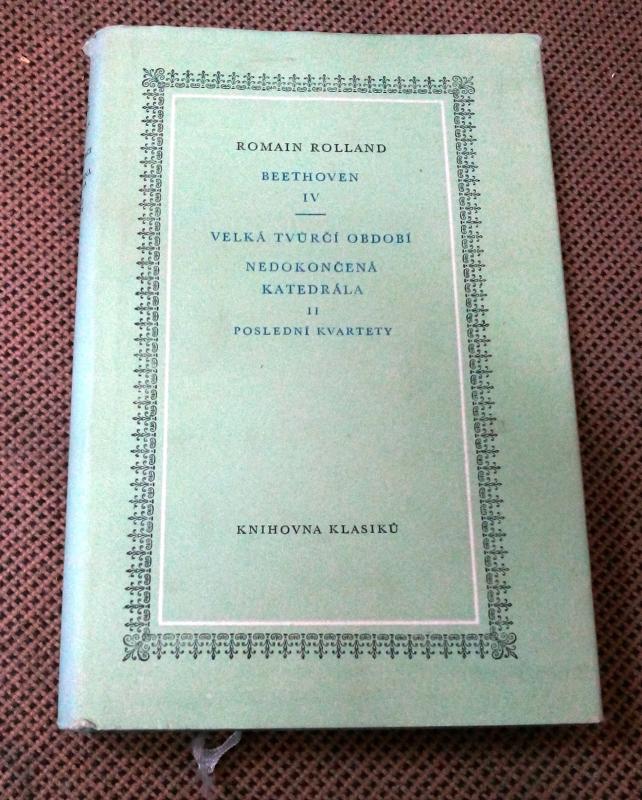 ROMAIN ROLLAND
BEETHOVEN
IV
VELKÁ TVŮRČÍ OBDOBÍ
NEDOKONČENÁ
KATEDRÁLA
II
POSLEDNÍ KVARTETY
KNIHOVNA KLASIKŮ